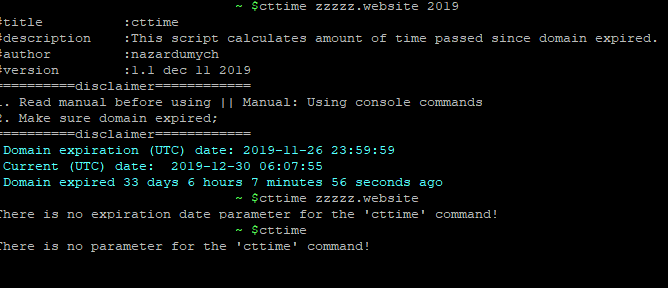 ~ $cttime zzzzz.website 2019
#title          :cttime
#description    :This script calculates amount of time passed since domain expired.
#author         :nazardumych
#version        :1.1 dec 11 2019
==========disclaimer============
1. Read manual before using || Manual: Using console commands
2. Make sure domain expired;
==========disclaimer============
Domain expiration (UTC) date: 2019-11-26 23:59:59
Current (UTC) date:  2019-12-30 06:07:55
Domain expired 33 days 6 hours 7 minutes 56 seconds ago
~ $cttime zzzzz.website
There is no expiration date parameter for the 'cttime' command!
~ $cttime
There is no parameter for the 'cttime' command!